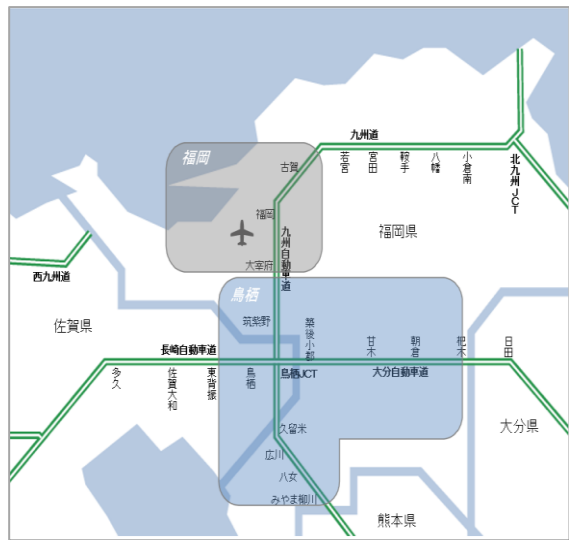 九州道
福岡
古賀
若宮
宮田
鞍手
八幡
小倉南
北九州JCT
福岡
九州自動車道
福岡県
大宰府
西九州道
鳥栖
佐賀県
筑紫野
築後小郡
甘木
朝倉
杷木
日田
長崎自動車道
多久
佐賀大和
東背振
鳥栖
鳥栖JCT
大分自動車道
大分県
久留米
広川
八女
みやま柳川
熊本県